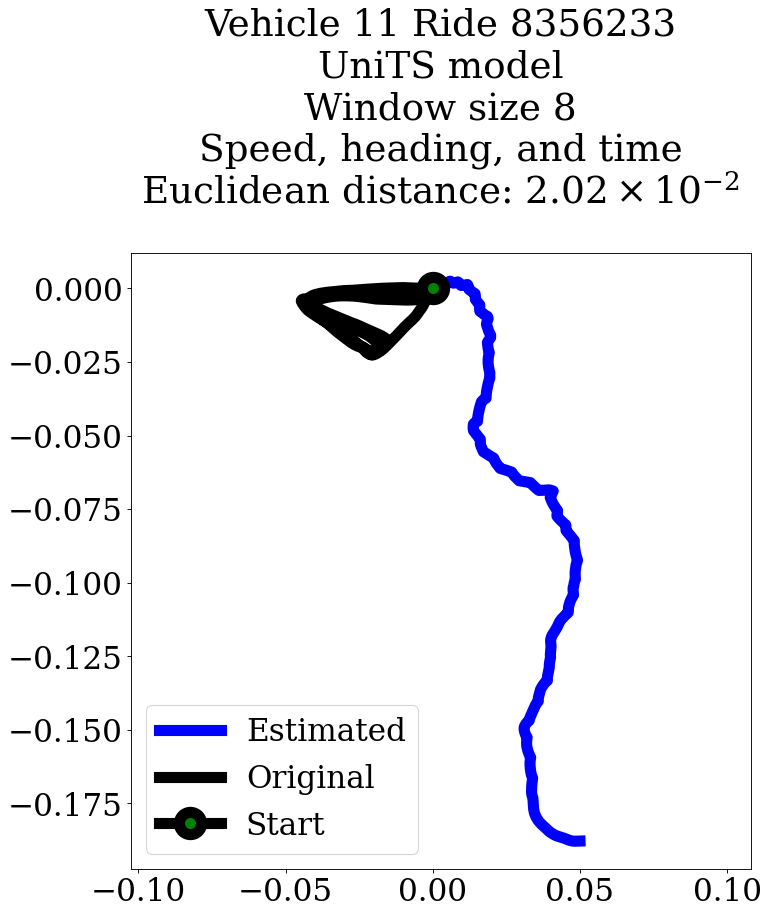 Vehicle 11 Ride 8356233
UniTS model
Window size 8
Speed, heading, and time
Euclidean distance: 2.02 × 10⁻²
0.000
−0.025
−0.050
−0.075
−0.100
−0.125
−0.150
−0.175
Estimated
Original
Start
−0.10 −0.05 0.00 0.05 0.10